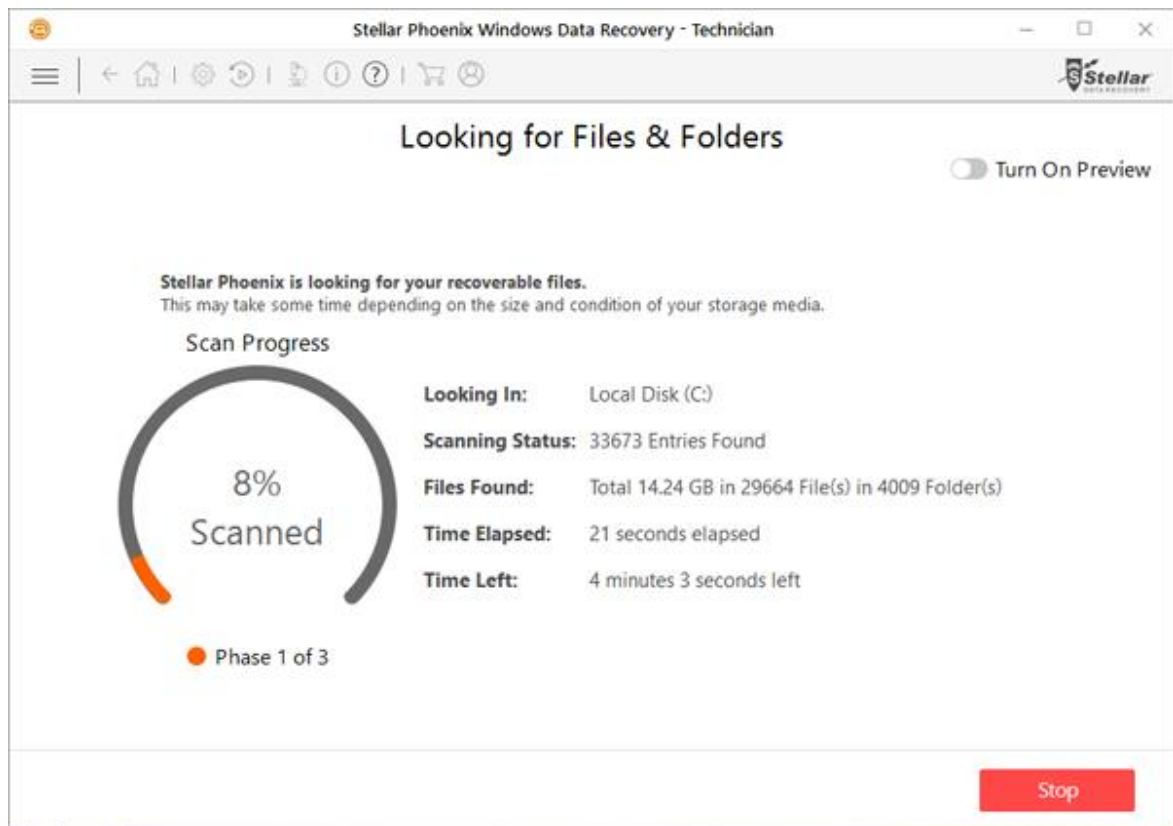 Stellar Phoenix Windows Data Recovery - Technician
Stellar
DATA RECOVERY
Looking for Files & Folders
Turn On Preview
Stellar Phoenix is looking for your recoverable files.
This may take some time depending on the size and condition of your storage media.
Scan Progress
8%
Scanned
Looking In: Local Disk (C:)
Scanning Status: 33673 Entries Found
Files Found: Total 14.24 GB in 29664 File(s) in 4009 Folder(s)
Time Elapsed: 21 seconds elapsed
Time Left: 4 minutes 3 seconds left
Phase 1 of 3
Stop